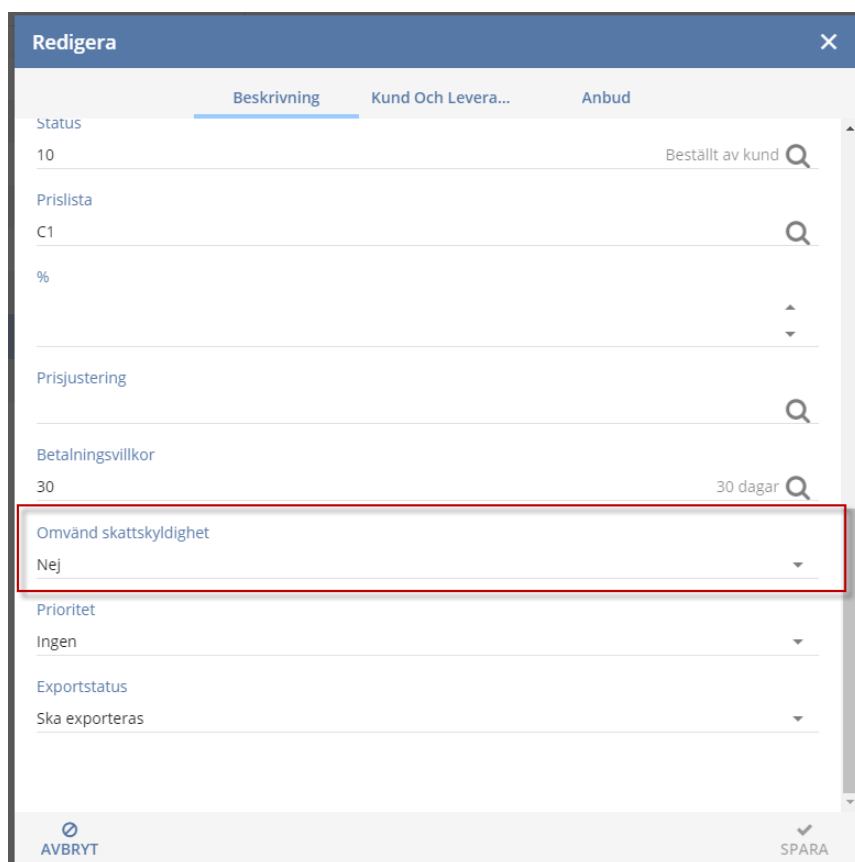 Redigera
Beskrivning Kund Och Levera... Anbud
Status
10 Beställt av kund
Prislista
C1
%
Prisjustering
Betalningsvillkor
30 30 dagar
Omvänd skattskyldighet
Nej
Prioritet
Ingen
Exportstatus
Ska exporteras
AVBRYT SPARA